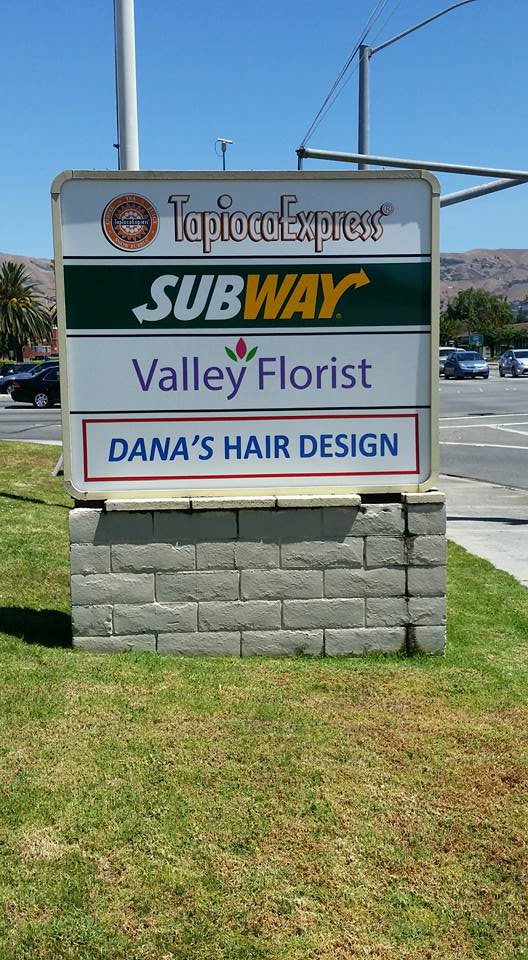 TapiocaExpress®
SUBWAY
Valley Florist
DANA'S HAIR DESIGN